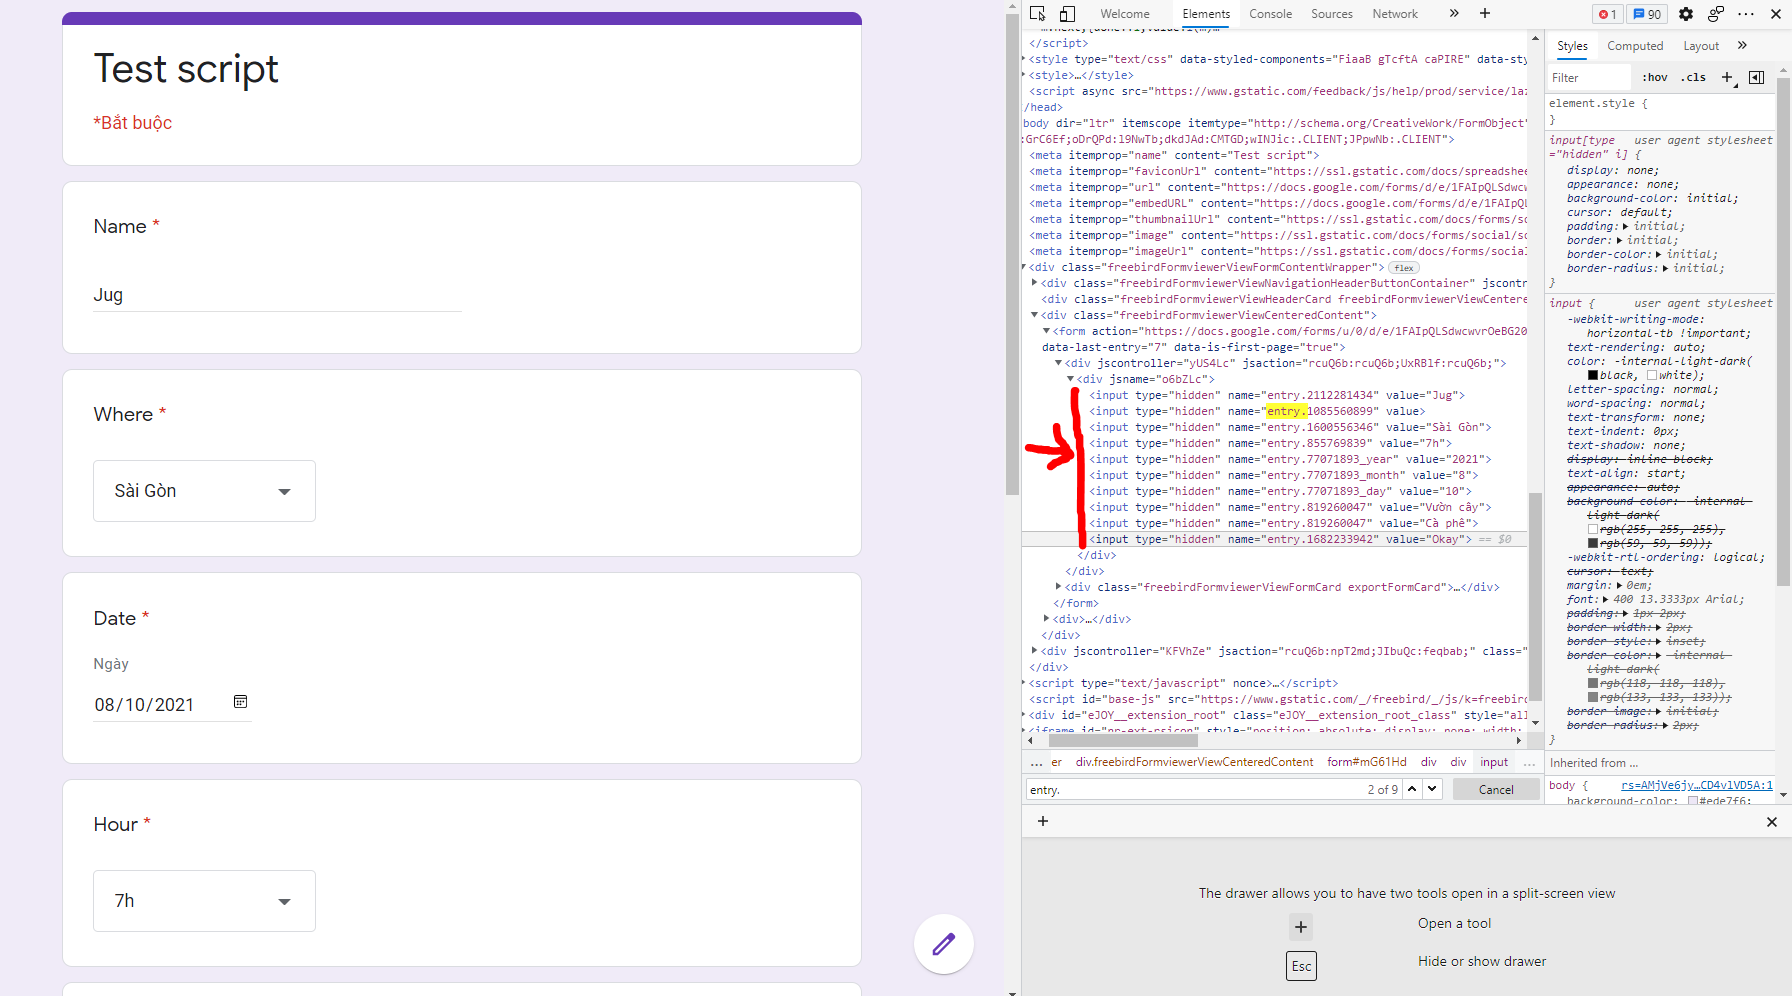 Test script
*Bắt buộc
Name *
Jug
Where *
Sài Gòn
Date *
Ngày
08/10/2021
Hour *
7h
Welcome
Elements
Console
Sources
Network
1
90
</script>
<style type="text/css" data-styled-components="FiaaB gTcftA caPIRE" data-sty
<style>…</style>
<script async src="https://www.gstatic.com/feedback/js/help/prod/service/laz
/head>
body dir="ltr" itemscope itemtype="http://schema.org/CreativeWork/FormObject"
:GrC6Ef;oDrQPd:l9NwTb;dkdJAd:CMTGD;wINJic:.CLIENT;JPpwNb:.CLIENT">
<meta itemprop="name" content="Test script">
<meta itemprop="faviconUrl" content="https://ssl.gstatic.com/docs/spreadshee
<meta itemprop="url" content="https://docs.google.com/forms/d/e/1FAIpQLSdwcw
<meta itemprop="embedURL" content="https://docs.google.com/forms/d/e/1FAIpQL
<meta itemprop="thumbnailUrl" content="https://ssl.gstatic.com/docs/forms/so
<meta itemprop="image" content="https://ssl.gstatic.com/docs/forms/social/so
<meta itemprop="imageUrl" content="https://ssl.gstatic.com/docs/forms/social
<div class="freebirdFormviewerViewFormContentWrapper"> flex
<div class="freebirdFormviewerViewNavigationHeaderButtonContainer" jscont
<div class="freebirdFormviewerViewHeaderCard freebirdFormviewerViewCentere
<div class="freebirdFormviewerViewCenteredContent">
<form action="https://docs.google.com/forms/u/0/d/e/1FAIpQLSdwcwvrOeBG20
data-last-entry="7" data-is-first-page="true">
<div jscontroller="yUS4Lc" jsaction="rcuQ6b:rcuQ6b;UxRBlf:rcuQ6b;">
<div jsname="o6bZLc">
<input type="hidden" name="entry.2112281434" value="Jug">
<input type="hidden" name="entry.1085560899" value>
<input type="hidden" name="entry.1600556346" value="Sài Gòn">
<input type="hidden" name="entry.855769839" value="7h">
<input type="hidden" name="entry.77071893_year" value="2021">
<input type="hidden" name="entry.77071893_month" value="8">
<input type="hidden" name="entry.77071893_day" value="10">
<input type="hidden" name="entry.819260047" value="Vườn cây">
<input type="hidden" name="entry.819260047" value="Cà phê">
<input type="hidden" name="entry.1682233942" value="Okay"> == $0
</div>
</div>
<div class="freebirdFormviewerViewFormCard exportFormCard">…</div>
</form>
<div>…</div>
</div>
<div jscontroller="KFVhZe" jsaction="rcuQ6b:npT2md;JIbuQc:feqbab;" class="
</div>
<script type="text/javascript" nonce>…</script>
<script id="base-js" src="https://www.gstatic.com/_/freebird/_/js/k=freebird
<div id="eJOY__extension_root" class="eJOY__extension_root_class" style="all
… er div.freebirdFormviewerViewCenteredContent form#mG61Hd div div input …
entry.
2 of 9
Cancel
Styles
Computed
Layout
Filter
:hov
.cls
element.style {
}
input[type user agent stylesheet
="hidden" i] {
display: none;
appearance: none;
background-color: initial;
cursor: default;
padding: initial;
border: initial;
border-color: initial;
border-radius: initial;
}
input { user agent stylesheet
-webkit-writing-mode:
horizontal-tb !important;
text-rendering: auto;
color: -internal-light-dark(
black, white);
letter-spacing: normal;
word-spacing: normal;
text-transform: none;
text-indent: 0px;
text-shadow: none;
display: inline-block;
text-align: start;
appearance: auto;
background-color: -internal-
light-dark(
rgb(255, 255, 255),
rgb(59, 59, 59));
-webkit-rtl-ordering: logical;
cursor: text;
margin: 0em;
font: 400 13.3333px Arial;
padding: 1px 2px;
border-width: 2px;
border-style: inset;
border-color: -internal-
light-dark(
rgb(118, 118, 118),
rgb(133, 133, 133));
border-image: initial;
border-radius: 2px;
}
Inherited from …
body { rs=AMjVe6jy…CD4vlVD5A:1
background-color: #ede7f6;
The drawer allows you to have two tools open in a split-screen view
+ Open a tool
Esc Hide or show drawer